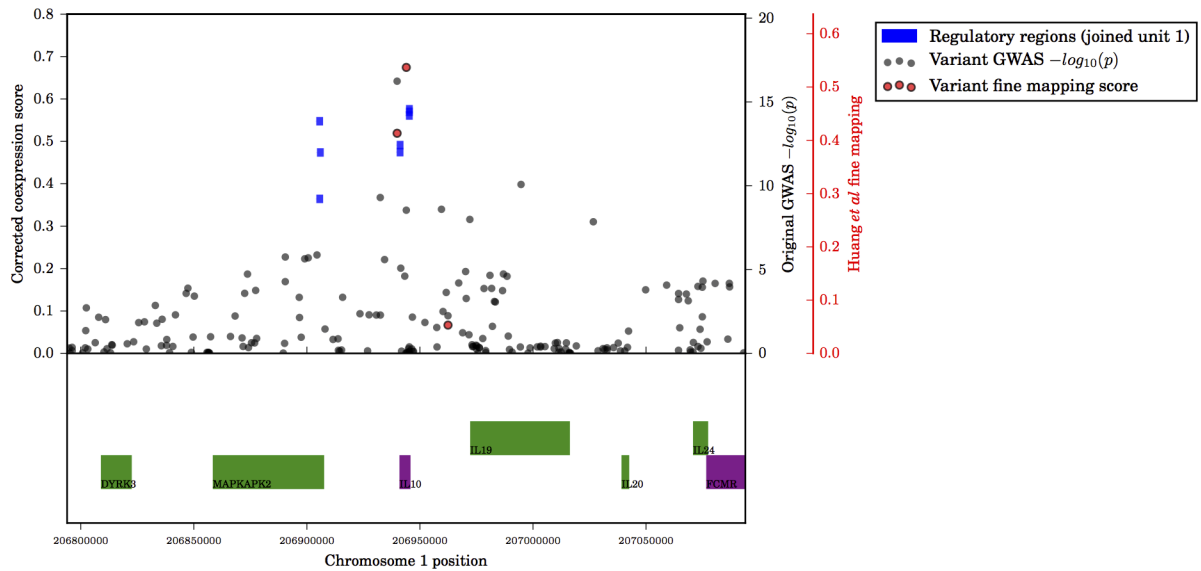 0.8
0.7
0.6
0.5
0.4
0.3
0.2
0.1
0.0
Corrected coexpression score
20
15
10
5
0
Original GWAS −log10(p)
0.6
0.5
0.4
0.3
0.2
0.1
0.0
Huang et al fine mapping
Regulatory regions (joined unit 1)
Variant GWAS −log10(p)
Variant fine mapping score
IL19
IL24
DYRK3
MAPKAPK2
IL10
IL20
FCMR
206800000
206850000
206900000
206950000
207000000
207050000
Chromosome 1 position